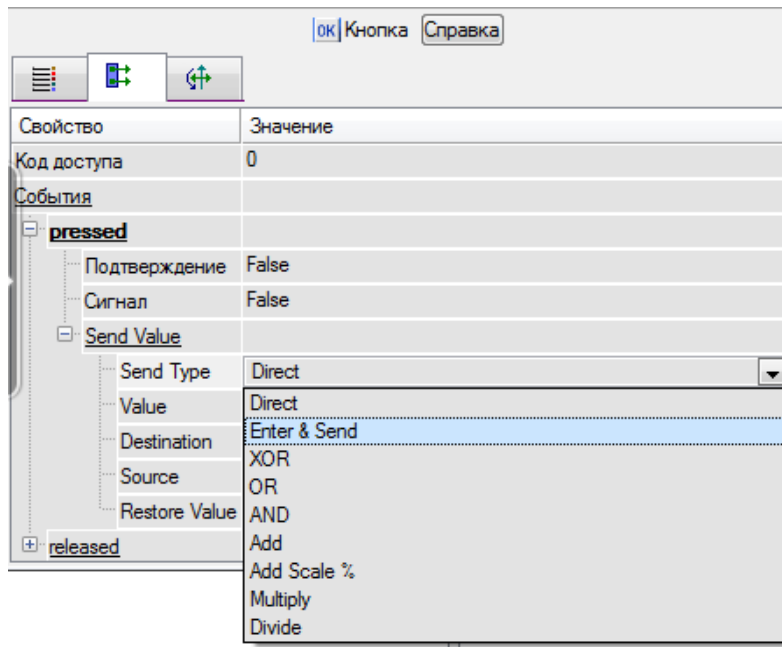 ок Кнопка Справка
Свойство Значение
Код доступа 0
События
pressed
Подтверждение False
Сигнал False
Send Value
Send Type Direct
Value Direct
Enter & Send
Destination
XOR
Source
OR
Restore Value AND
released Add
Add Scale %
Multiply
Divide